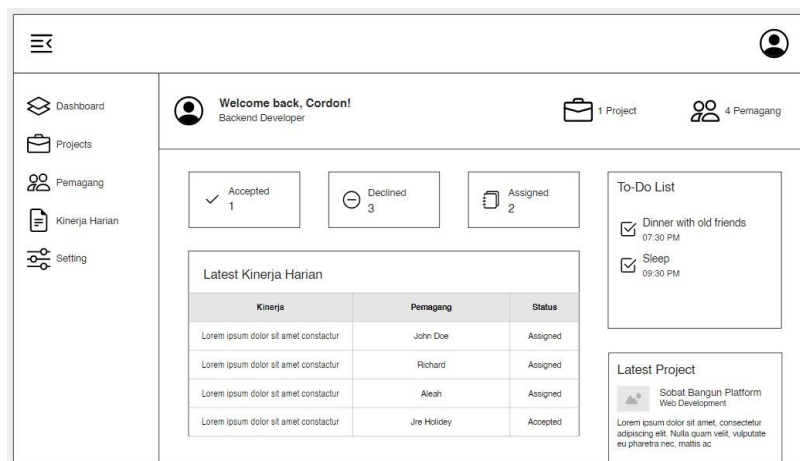 Welcome back, Cordon!
Backend Developer
1 Project
4 Pemagang
Dashboard
Projects
Pemagang
Kinerja Harian
Setting
Accepted
1
Declined
3
Assigned
2
To-Do List
Dinner with old friends
07:30 PM
Sleep
09:30 PM
Latest Kinerja Harian
Kinerja Pemagang Status
Lorem ipsum dolor sit amet constactur John Doe Assigned
Lorem ipsum dolor sit amet constactur Richard Assigned
Lorem ipsum dolor sit amet constactur Aleah Assigned
Lorem ipsum dolor sit amet constactur Jre Holidey Accepted
Latest Project
Sobat Bangun Platform
Web Development
Lorem ipsum dolor sit amet, consectetur
adipiscing elit. Nulla quam velit, vulputate
eu pharetra nec, mattis ac